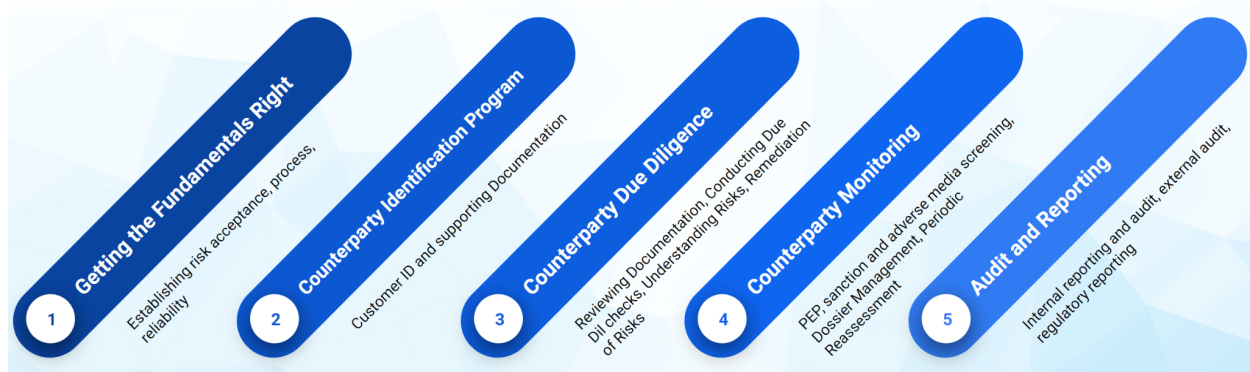 1
Getting the Fundamentals Right
Establishing risk acceptance, process,
reliability
2
Counterparty Identification Program
Customer ID and supporting Documentation
3
Counterparty Due Diligence
Reviewing Documentation, Conducting Due
Dil checks, Understanding Risks, Remediation
of Risks
4
Counterparty Monitoring
PEP, sanction and adverse media screening,
Dossier Management, Periodic
Reassessment
5
Audit and Reporting
Internal reporting and audit, external audit,
regulatory reporting